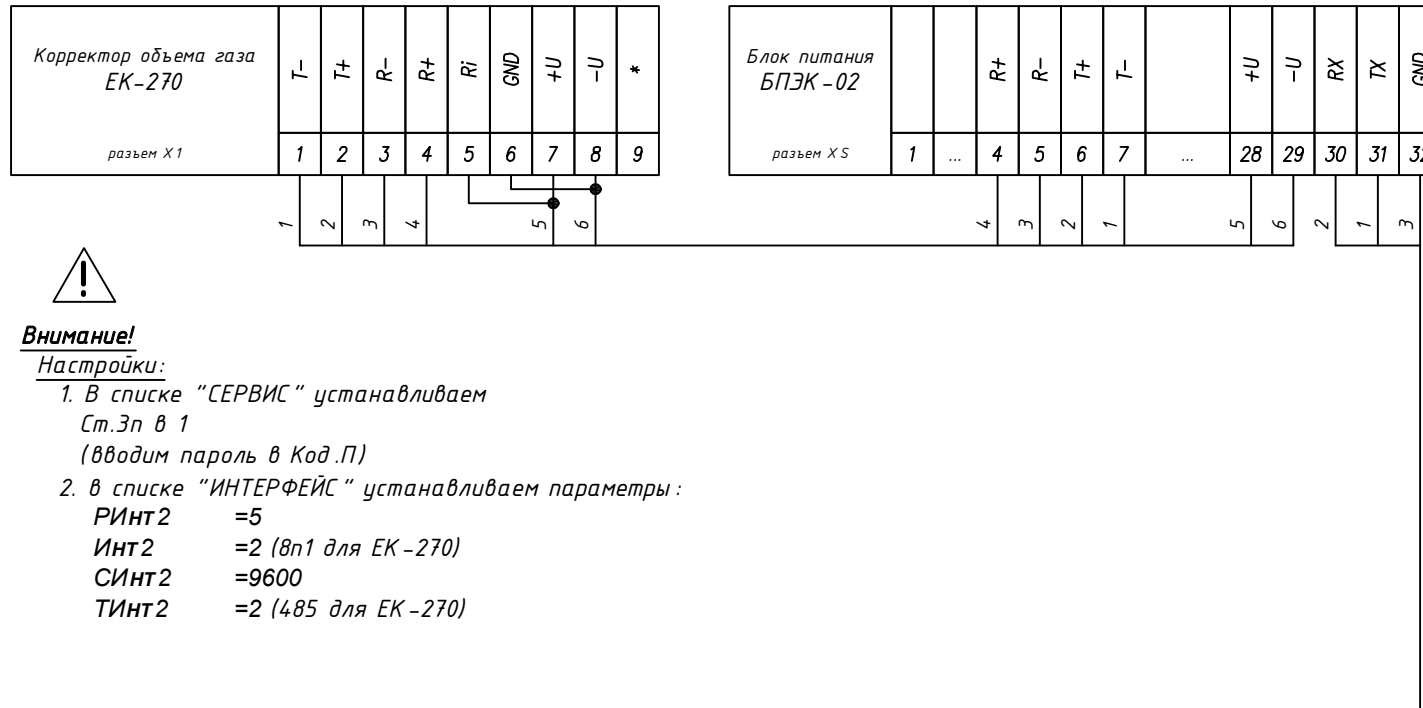 Корректор объема газа
ЕК-270
разъем X1
T- T+ R- R+ Ri GND +U -U *
1 2 3 4 5 6 7 8 9
1 2 3 4 5 6
Блок питания
БПЭК-02
разъем XS
R+ R- T+ T- +U -U RX TX GND
1 ... 4 5 6 7 ... 28 29 30 31 32
4 3 2 1 5 6 2 1 3
Внимание!
Настройки:
1. В списке "СЕРВИС" устанавливаем
Ст.Зп в 1
(вводим пароль в Код.П)
2. в списке "ИНТЕРФЕЙС" устанавливаем параметры:
РИнт2 =5
Инт2 =2 (8n1 для ЕК-270)
СИнт2 =9600
ТИнт2 =2 (485 для ЕК-270)